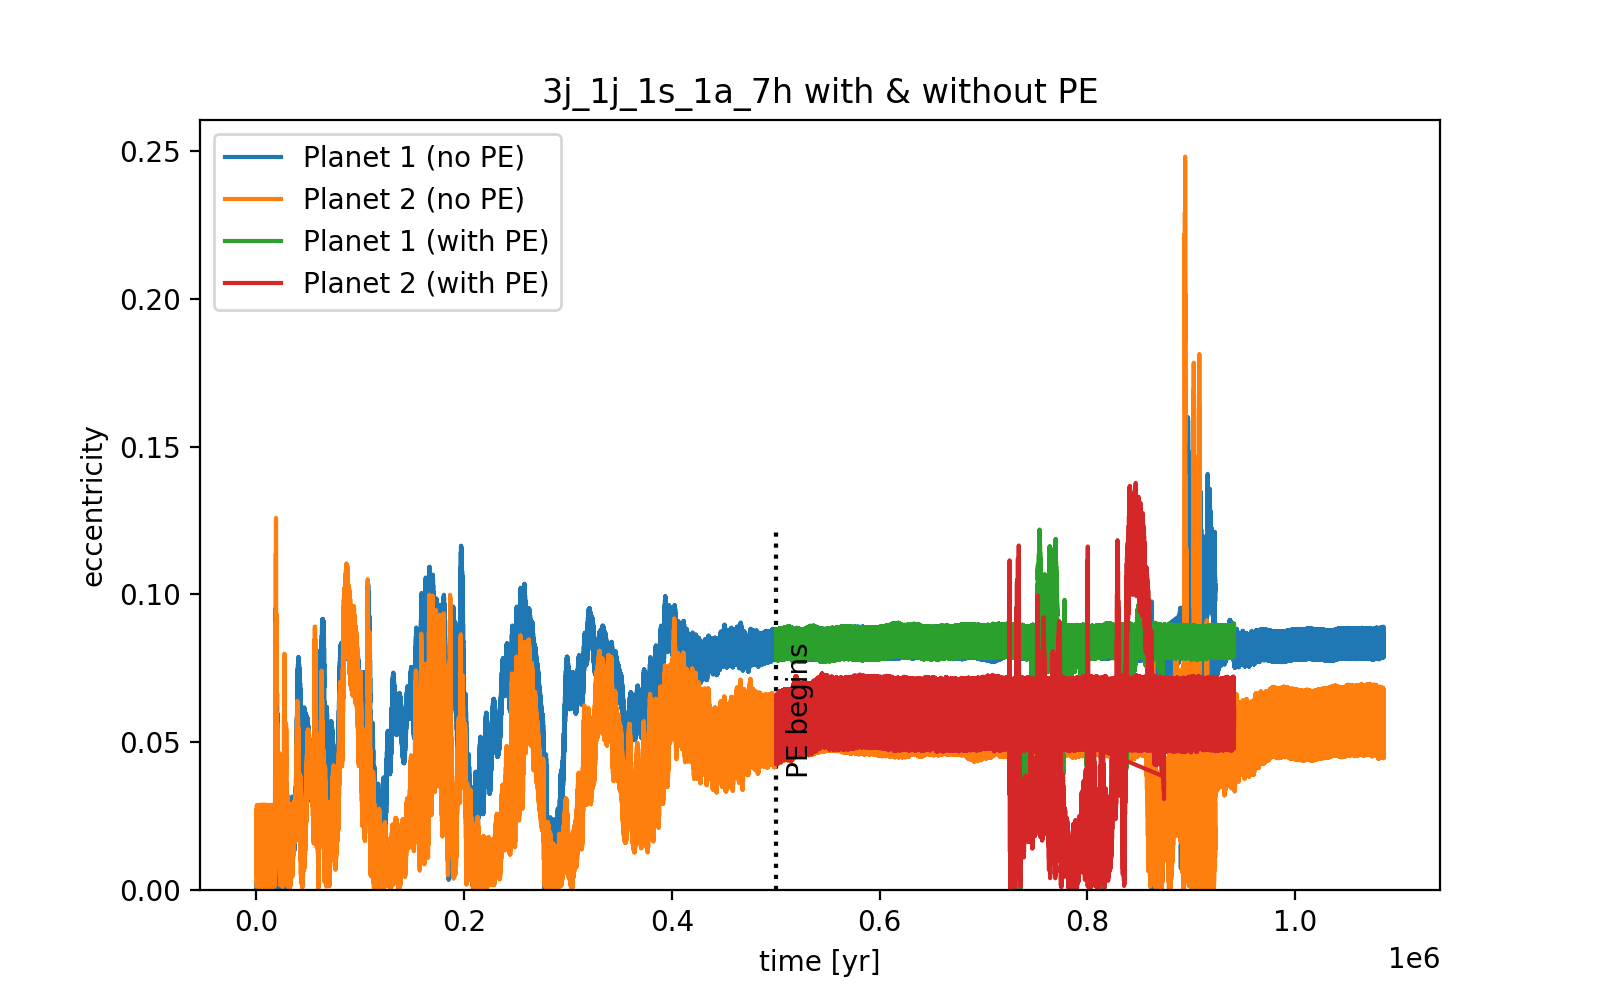 3j_1j_1s_1a_7h with & without PE
Planet 1 (no PE)
Planet 2 (no PE)
Planet 1 (with PE)
Planet 2 (with PE)
eccentricity
0.25
0.20
0.15
0.10
0.05
0.00
PE begins
0.0 0.2 0.4 0.6 0.8 1.0
time [yr]
1e6